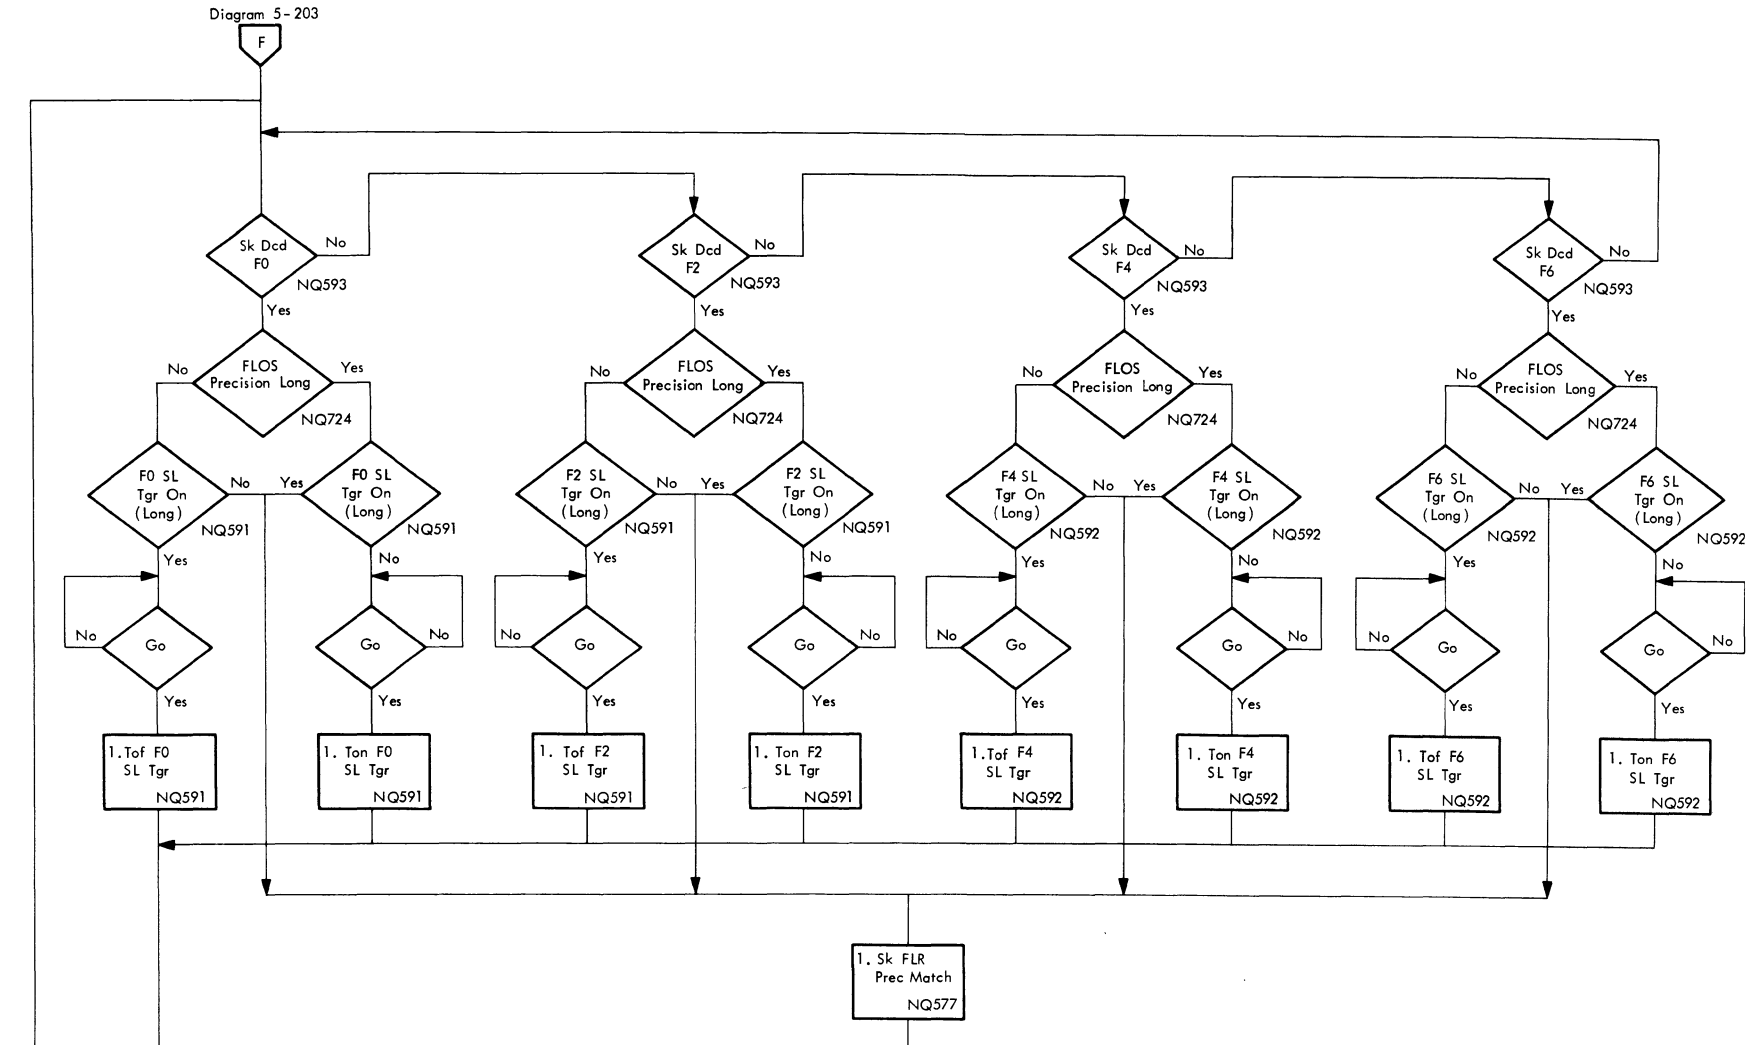 Diagram 5-203
F
Sk Dcd
F0
No
NQ593
Yes
Sk Dcd
F2
No
NQ593
Yes
Sk Dcd
F4
No
NQ593
Yes
Sk Dcd
F6
No
NQ593
Yes
No
FLOS
Precision Long
Yes
NQ724
No
FLOS
Precision Long
Yes
NQ724
No
FLOS
Precision Long
Yes
NQ724
No
FLOS
Precision Long
Yes
NQ724
F0 SL
Tgr On
(Long)
No
NQ591
Yes
Yes
F0 SL
Tgr On
(Long)
NQ591
No
F2 SL
Tgr On
(Long)
No
NQ591
Yes
Yes
F2 SL
Tgr On
(Long)
NQ591
No
F4 SL
Tgr On
(Long)
No
NQ592
Yes
Yes
F4 SL
Tgr On
(Long)
NQ592
No
F6 SL
Tgr On
(Long)
No
NQ592
Yes
Yes
F6 SL
Tgr On
(Long)
NQ592
No
No
Go
Yes
Go
No
Yes
No
Go
Yes
Go
No
Yes
No
Go
Yes
Go
No
Yes
No
Go
Yes
Go
No
Yes
1. Tof F0
SL Tgr
NQ591
1. Ton F0
SL Tgr
NQ591
1. Tof F2
SL Tgr
NQ591
1. Ton F2
SL Tgr
NQ591
1. Tof F4
SL Tgr
NQ592
1. Ton F4
SL Tgr
NQ592
1. Tof F6
SL Tgr
NQ592
1. Ton F6
SL Tgr
NQ592
1. Sk FLR
Prec Match
NQ577